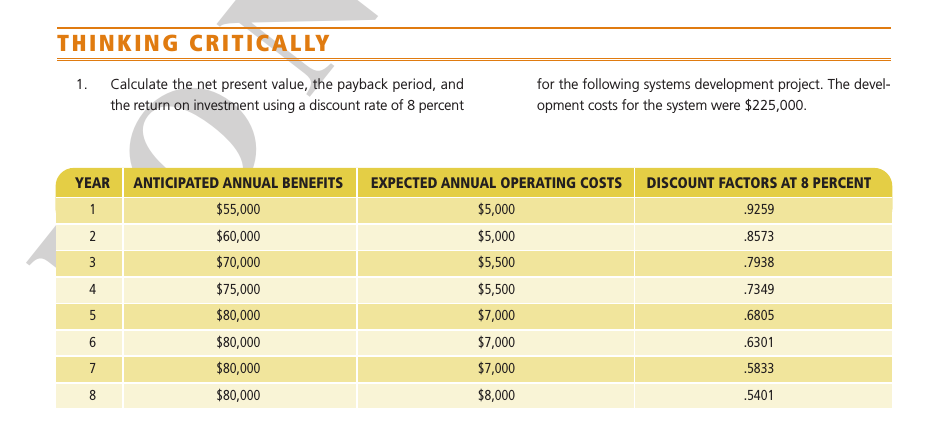 THINKING CRITICALLY
1. Calculate the net present value, the payback period, and
the return on investment using a discount rate of 8 percent
for the following systems development project. The devel-
opment costs for the system were $225,000.
YEAR ANTICIPATED ANNUAL BENEFITS EXPECTED ANNUAL OPERATING COSTS DISCOUNT FACTORS AT 8 PERCENT
1 $55,000 $5,000 .9259
2 $60,000 $5,000 .8573
3 $70,000 $5,500 .7938
4 $75,000 $5,500 .7349
5 $80,000 $7,000 .6805
6 $80,000 $7,000 .6301
7 $80,000 $7,000 .5833
8 $80,000 $8,000 .5401